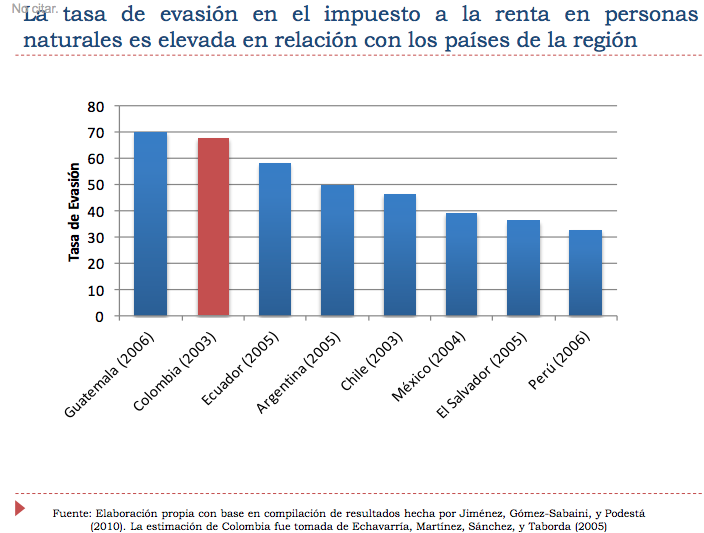 No citar.
La tasa de evasión en el impuesto a la renta en personas
naturales es elevada en relación con los países de la región
80
70
60
50
40
30
20
10
0
Tasa de Evasión
Guatemala (2006)
Colombia (2003)
Ecuador (2005)
Argentina (2005)
Chile (2003)
México (2004)
El Salvador (2005)
Perú (2006)
Fuente: Elaboración propia con base en compilación de resultados hecha por Jiménez, Gómez-Sabaini, y Podestá
(2010). La estimación de Colombia fue tomada de Echavarría, Martínez, Sánchez, y Taborda (2005)